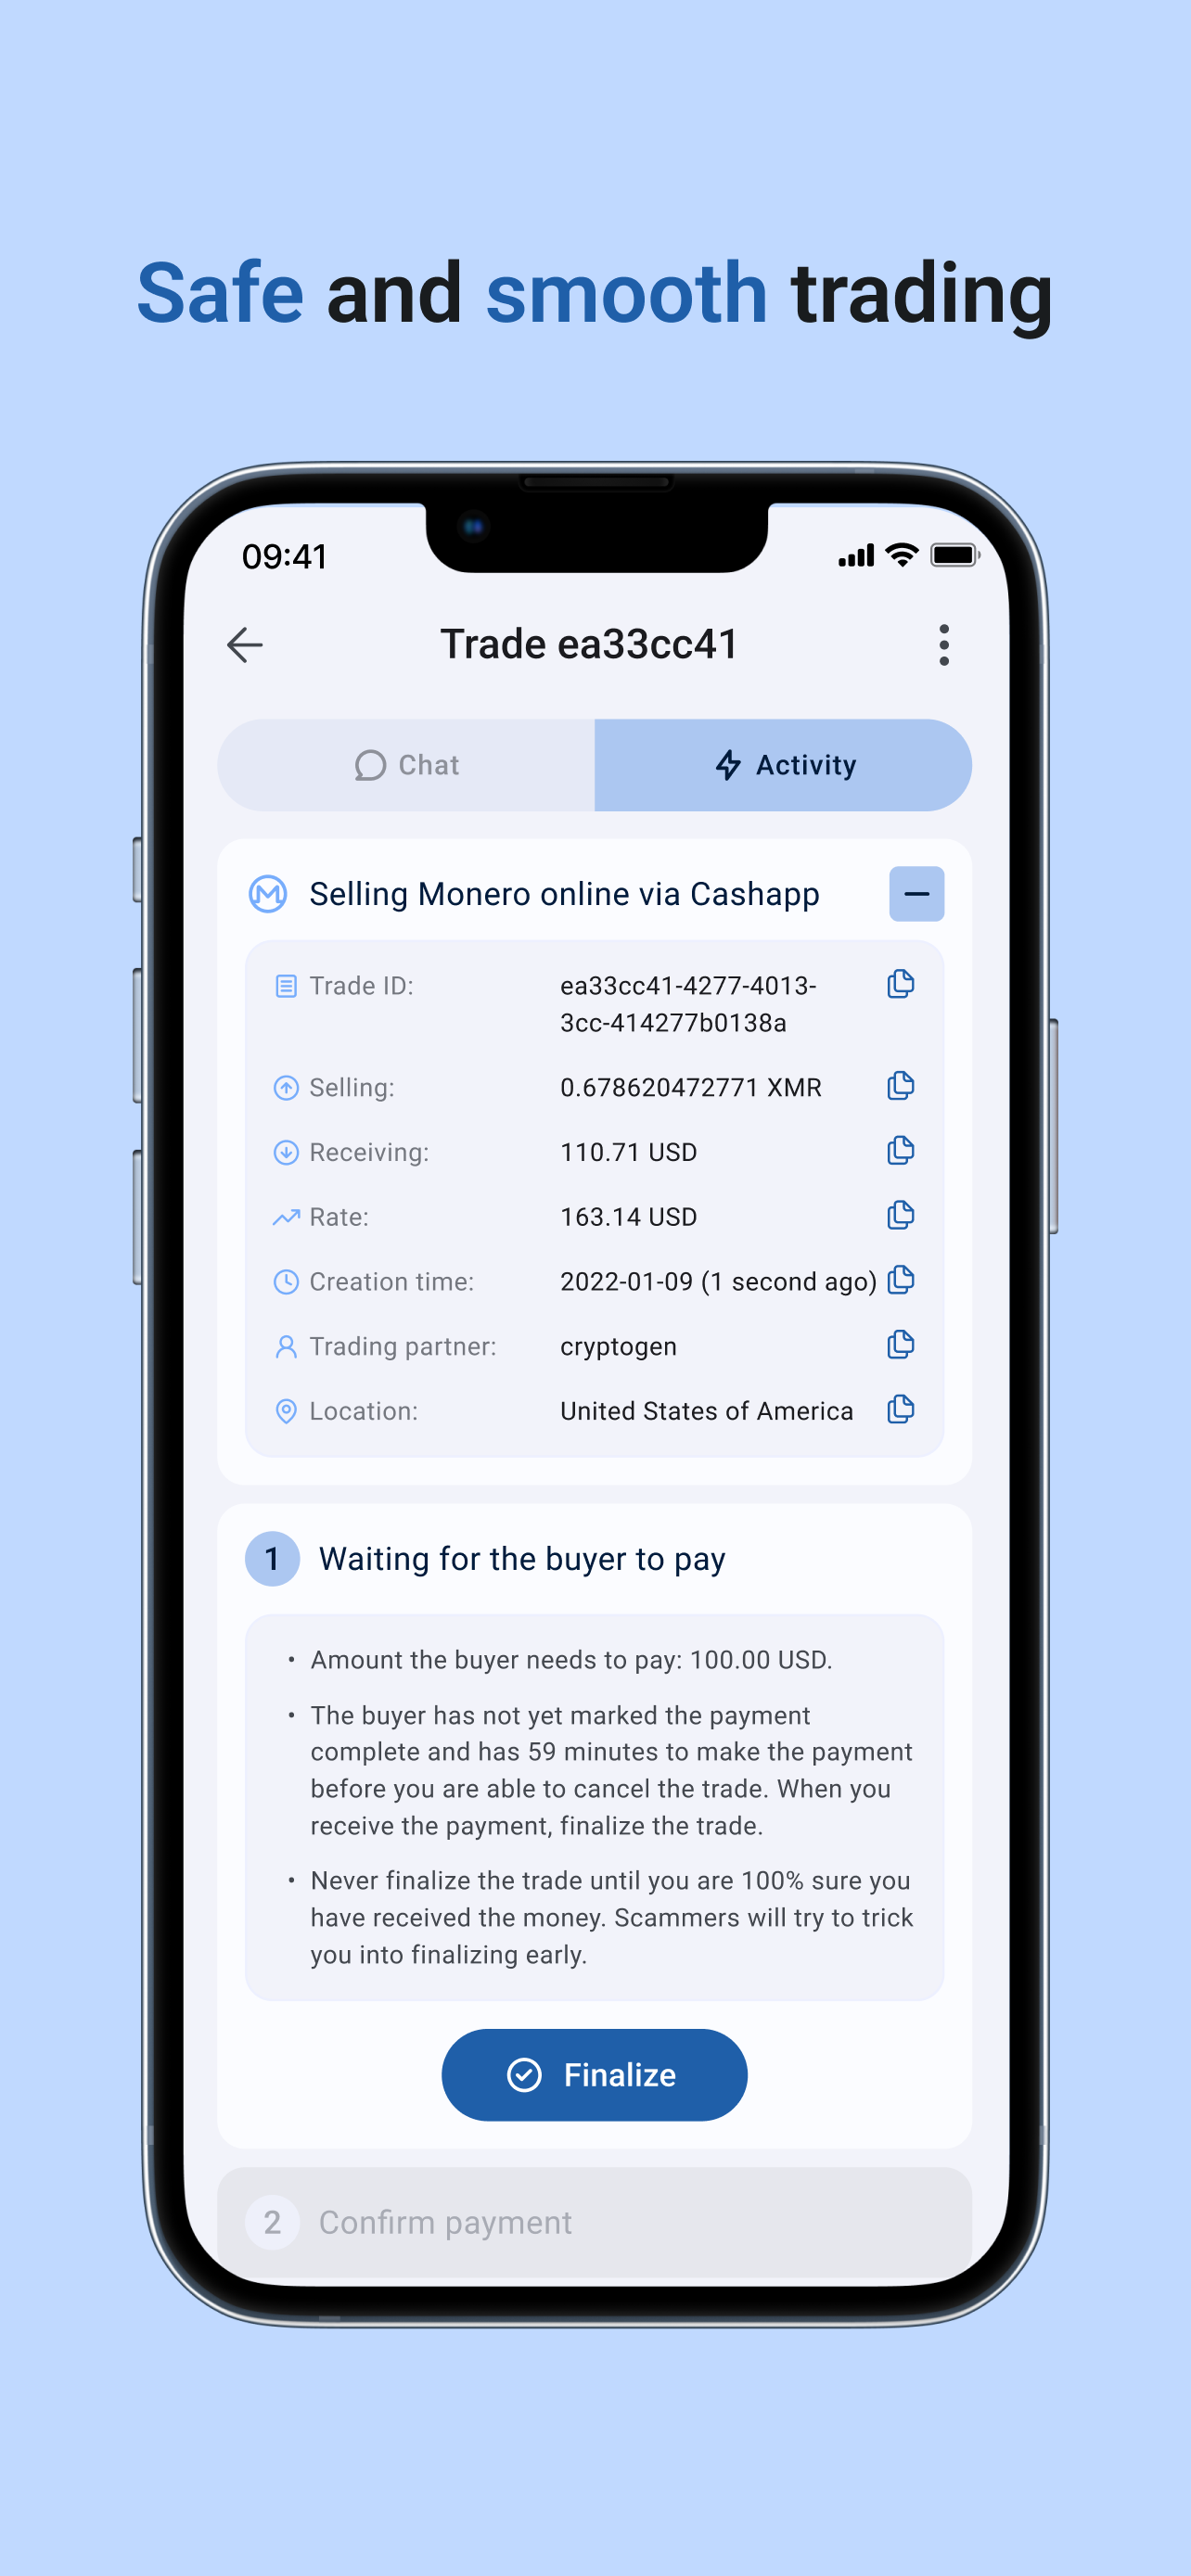 Safe and smooth trading
09:41
Trade ea33cc41
Chat
Activity
Selling Monero online via Cashapp
Trade ID:
ea33cc41-4277-4013-
3cc-414277b0138a
Selling:
0.678620472771 XMR
Receiving:
110.71 USD
Rate:
163.14 USD
Creation time:
2022-01-09 (1 second ago)
Trading partner:
cryptogen
Location:
United States of America
1 Waiting for the buyer to pay
• Amount the buyer needs to pay: 100.00 USD.
• The buyer has not yet marked the payment
complete and has 59 minutes to make the payment
before you are able to cancel the trade. When you
receive the payment, finalize the trade.
• Never finalize the trade until you are 100% sure you
have received the money. Scammers will try to trick
you into finalizing early.
Finalize
2 Confirm payment